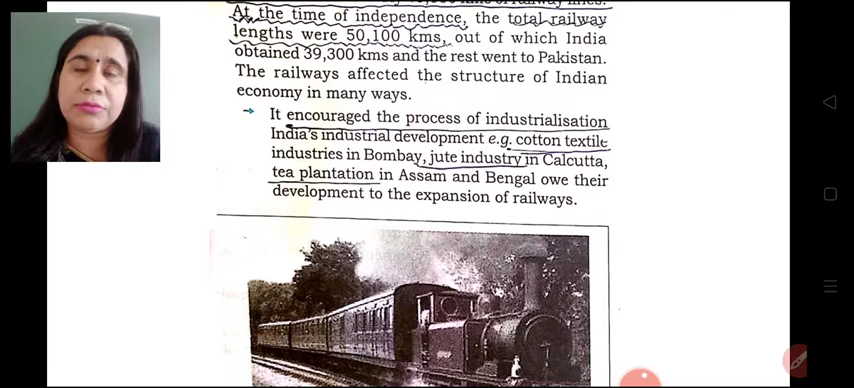 At the time of independence, the total railway
lengths were 50,100 kms, out of which India
obtained 39,300 kms and the rest went to Pakistan.
The railways affected the structure of Indian
economy in many ways.
→ It encouraged the process of industrialisation
India's industrial development e.g. cotton textile
industries in Bombay, jute industry in Calcutta,
tea plantation in Assam and Bengal owe their
development to the expansion of railways.